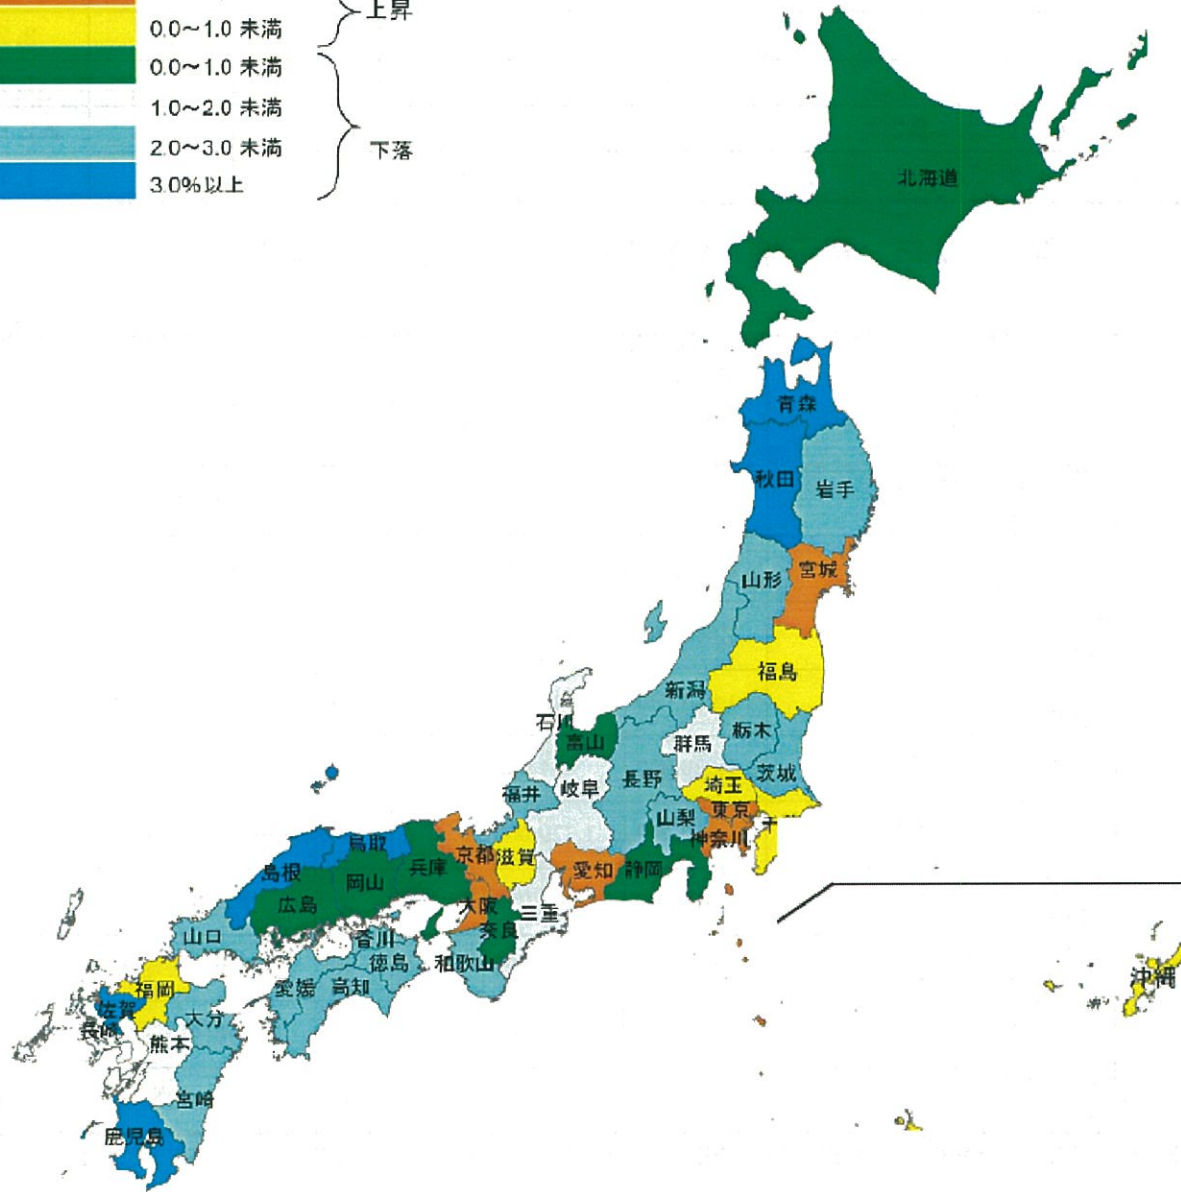 上昇
0.0～1.0 未満
0.0～1.0 未満
1.0～2.0 未満
2.0～3.0 未満
下落
3.0%以上
北海道
青森
秋田
岩手
山形
宮城
福島
新潟
石川
富山
群馬
栃木
茨城
長野
岐阜
福井
埼玉
東京
千
山梨
神奈川
京都
滋賀
愛知
静岡
鳥取
島根
兵庫
岡山
広島
大阪
三重
奈良
山口
香川
徳島
和歌山
愛媛
高知
福岡
佐賀
長崎
大分
熊本
宮崎
鹿児島
沖縄